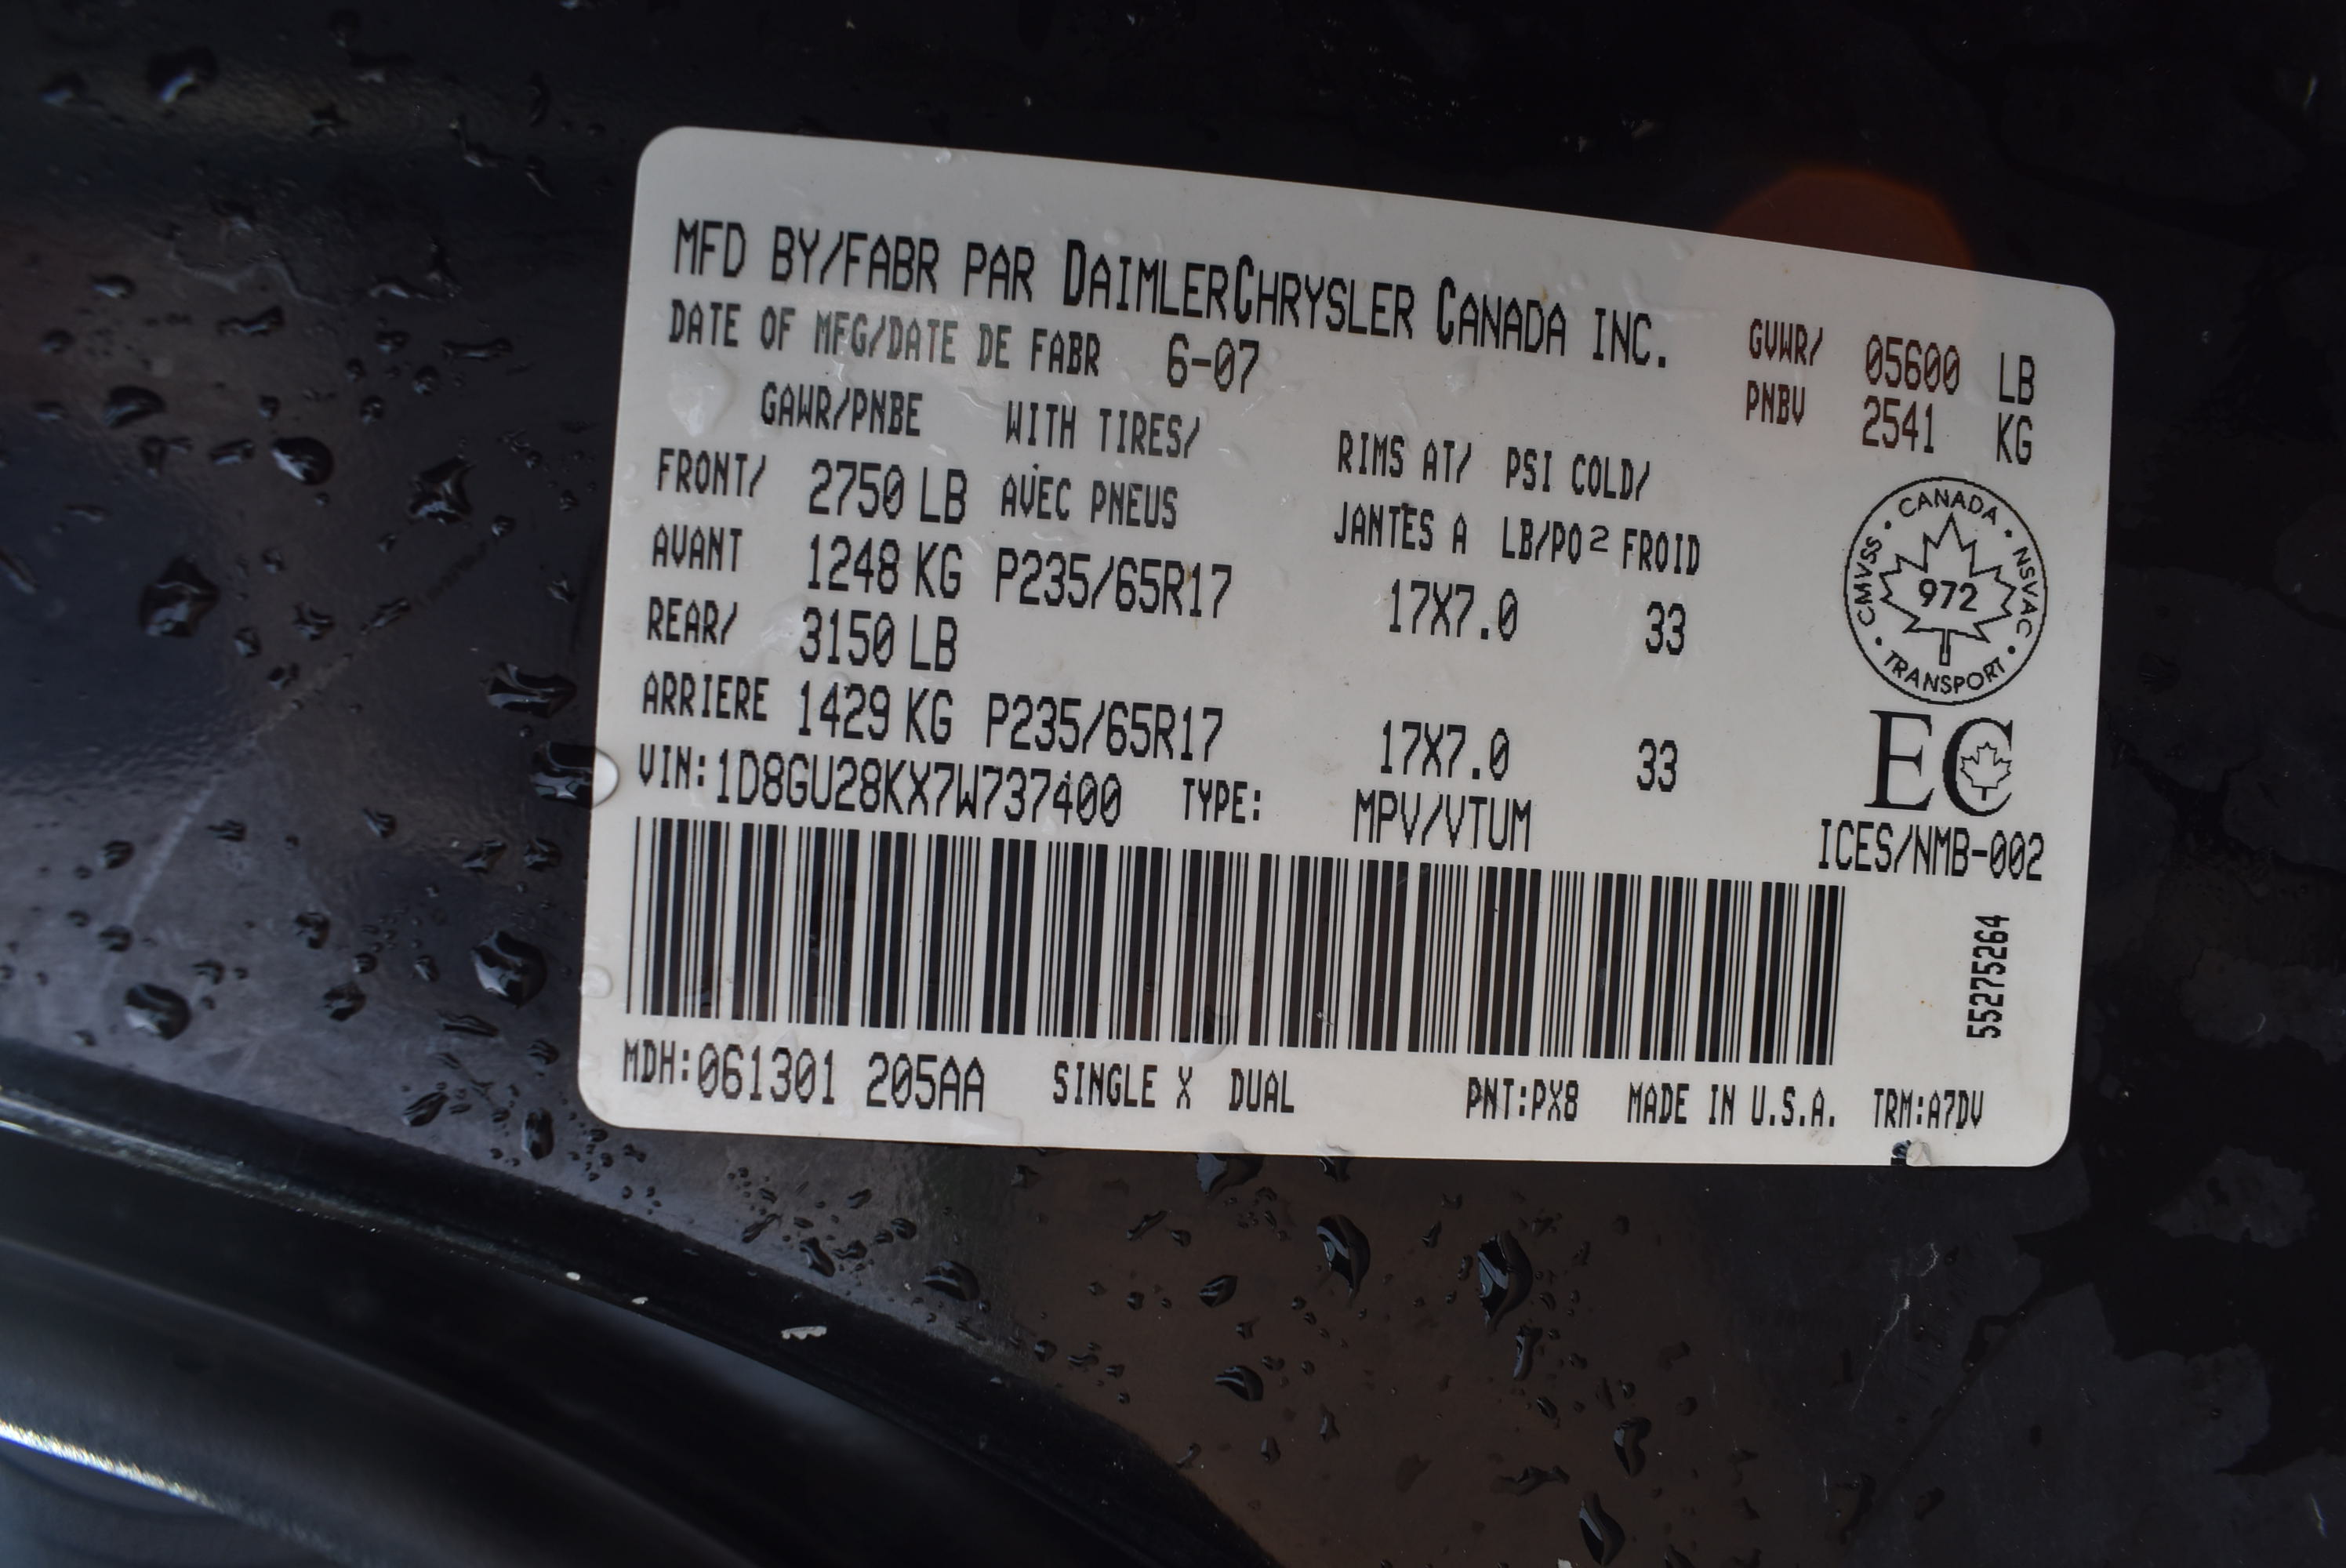 MFD BY/FABR PAR DAIMLERCHRYSLER CANADA INC.
DATE OF MFG/DATE DE FABR 6-07 GVWR/ 05600 LB
PNBV 2541 KG
GAWR/PNBE WITH TIRES/ RIMS AT/ PSI COLD/
FRONT/ 2750 LB AVEC PNEUS JANTES A LB/PO² FROID
AVANT 1248 KG P235/65R17 17X7.0 33
REAR/ 3150 LB
ARRIERE 1429 KG P235/65R17 17X7.0 33
VIN:1D8GU28KX7W737400 TYPE: MPV/VTUM
CANADA • NSVAC • TRANSPORT • CMVSS •
972
EC
ICES/NMB-002
55275264
MDH:061301 205AA SINGLE X DUAL PNT:PX8 MADE IN U.S.A. TRM:A7DV